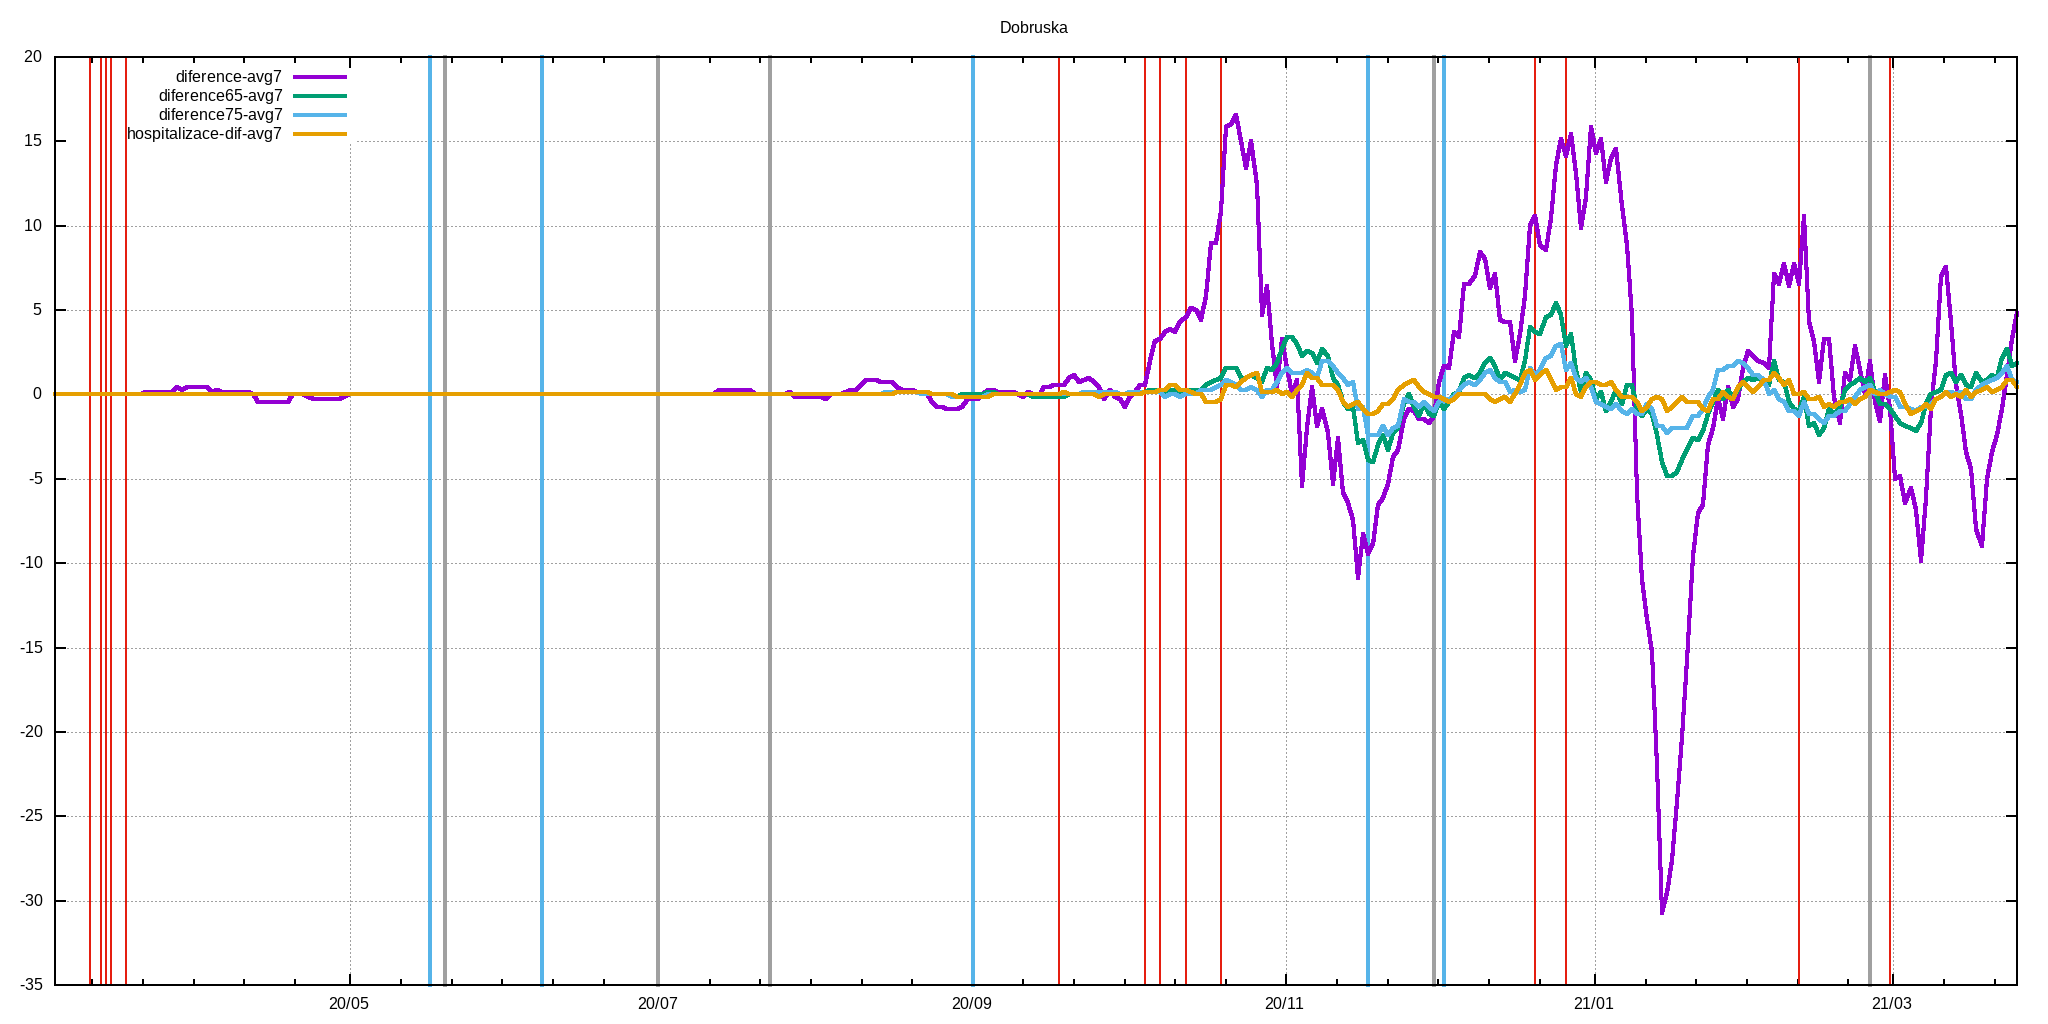 Dobruska
20
diference-avg7
diference65-avg7
diference75-avg7
hospitalizace-dif-avg7
15
10
5
0
-5
-10
-15
-20
-25
-30
-35
20/05 20/07 20/09 20/11 21/01 21/03